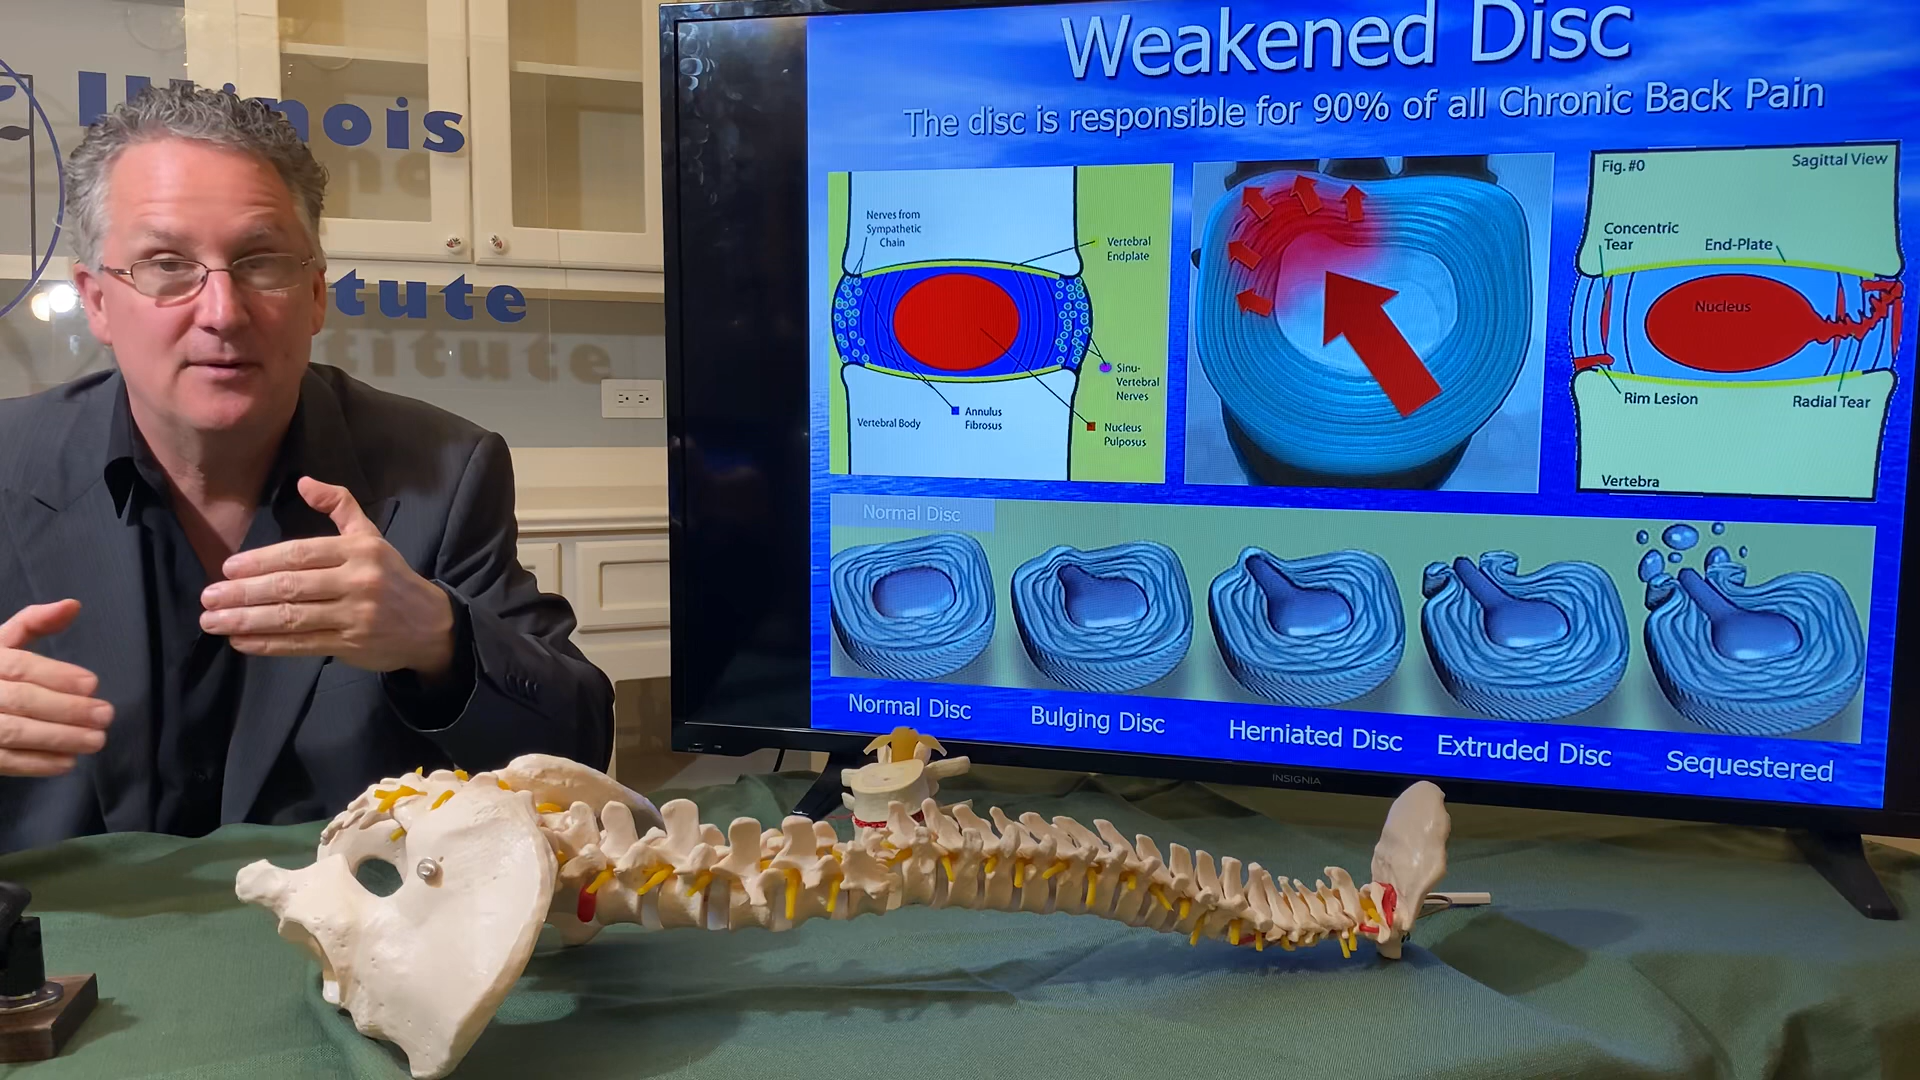 Illinois
tute
titute
Weakened Disc
The disc is responsible for 90% of all Chronic Back Pain
Nerves from
Sympathetic
Chain
Vertebral
Endplate
Sinu-
Vertebral
Nerves
Annulus
Fibrosus
Vertebral Body
Nucleus
Pulposus
Fig. #0
Sagittal View
Concentric
Tear
End-Plate
Nucleus
Rim Lesion
Radial Tear
Vertebra
Normal Disc
Normal Disc
Bulging Disc
Herniated Disc
Extruded Disc
Sequestered
INSIGNIA